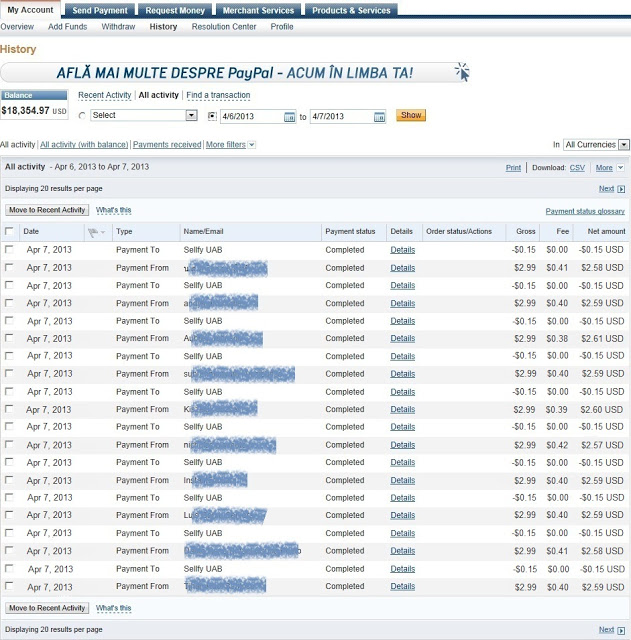 My Account Send Payment Request Money Merchant Services Products & Services
Overview Add Funds Withdraw History Resolution Center Profile
History
AFLĂ MAI MULTE DESPRE PayPal - ACUM ÎN LIMBA TA!
Balance Recent Activity All activity Find a transaction
$18,354.97 USD Select 4/6/2013 to 4/7/2013 Show
All activity All activity (with balance) Payments received More filters In All Currencies
All activity - Apr 6, 2013 to Apr 7, 2013 Print Download: CSV More
Displaying 20 results per page Next
Move to Recent Activity What's this Payment status glossary
Date Type Name/Email Payment status Details Order status/Actions Gross Fee Net amount
Apr 7, 2013 Payment To Sellfy UAB Completed Details -$0.15 $0.00 -$0.15 USD
Apr 7, 2013 Payment From Completed Details $2.99 $0.41 $2.58 USD
Apr 7, 2013 Payment To Sellfy UAB Completed Details -$0.15 $0.00 -$0.15 USD
Apr 7, 2013 Payment From Completed Details $2.99 $0.40 $2.59 USD
Apr 7, 2013 Payment To Sellfy UAB Completed Details -$0.15 $0.00 -$0.15 USD
Apr 7, 2013 Payment From Completed Details $2.99 $0.38 $2.61 USD
Apr 7, 2013 Payment To Sellfy UAB Completed Details -$0.15 $0.00 -$0.15 USD
Apr 7, 2013 Payment From Completed Details $2.99 $0.40 $2.59 USD
Apr 7, 2013 Payment To Sellfy UAB Completed Details -$0.15 $0.00 -$0.15 USD
Apr 7, 2013 Payment From Completed Details $2.99 $0.39 $2.60 USD
Apr 7, 2013 Payment To Sellfy UAB Completed Details -$0.15 $0.00 -$0.15 USD
Apr 7, 2013 Payment From Completed Details $2.99 $0.42 $2.57 USD
Apr 7, 2013 Payment To Sellfy UAB Completed Details -$0.15 $0.00 -$0.15 USD
Apr 7, 2013 Payment From Completed Details $2.99 $0.40 $2.59 USD
Apr 7, 2013 Payment To Sellfy UAB Completed Details -$0.15 $0.00 -$0.15 USD
Apr 7, 2013 Payment From Completed Details $2.99 $0.40 $2.59 USD
Apr 7, 2013 Payment To Sellfy UAB Completed Details -$0.15 $0.00 -$0.15 USD
Apr 7, 2013 Payment From Completed Details $2.99 $0.41 $2.58 USD
Apr 7, 2013 Payment To Sellfy UAB Completed Details -$0.15 $0.00 -$0.15 USD
Apr 7, 2013 Payment From Completed Details $2.99 $0.40 $2.59 USD
Move to Recent Activity What's this
Displaying 20 results per page Next